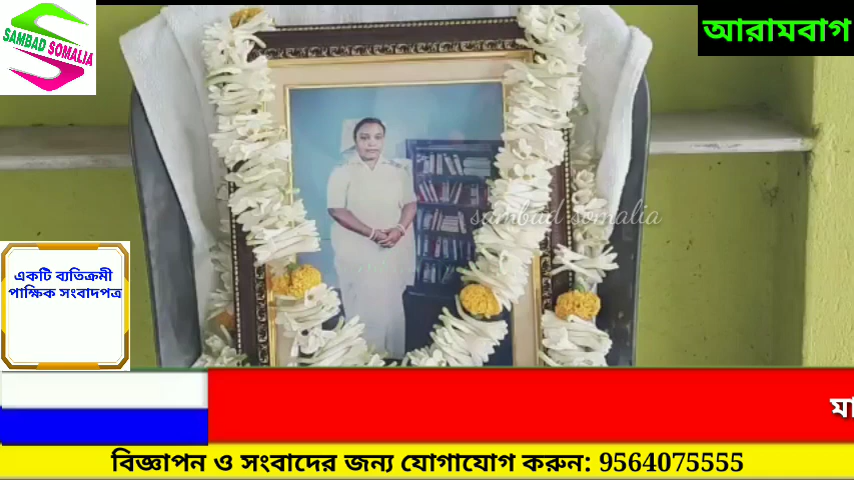 SAMBAD SOMALIA
আরামবাগ
sambad somalia
একটি ব্যতিক্রমী
পাক্ষিক সংবাদপত্র
মা
বিজ্ঞাপন ও সংবাদের জন্য যোগাযোগ করুন: 9564075555